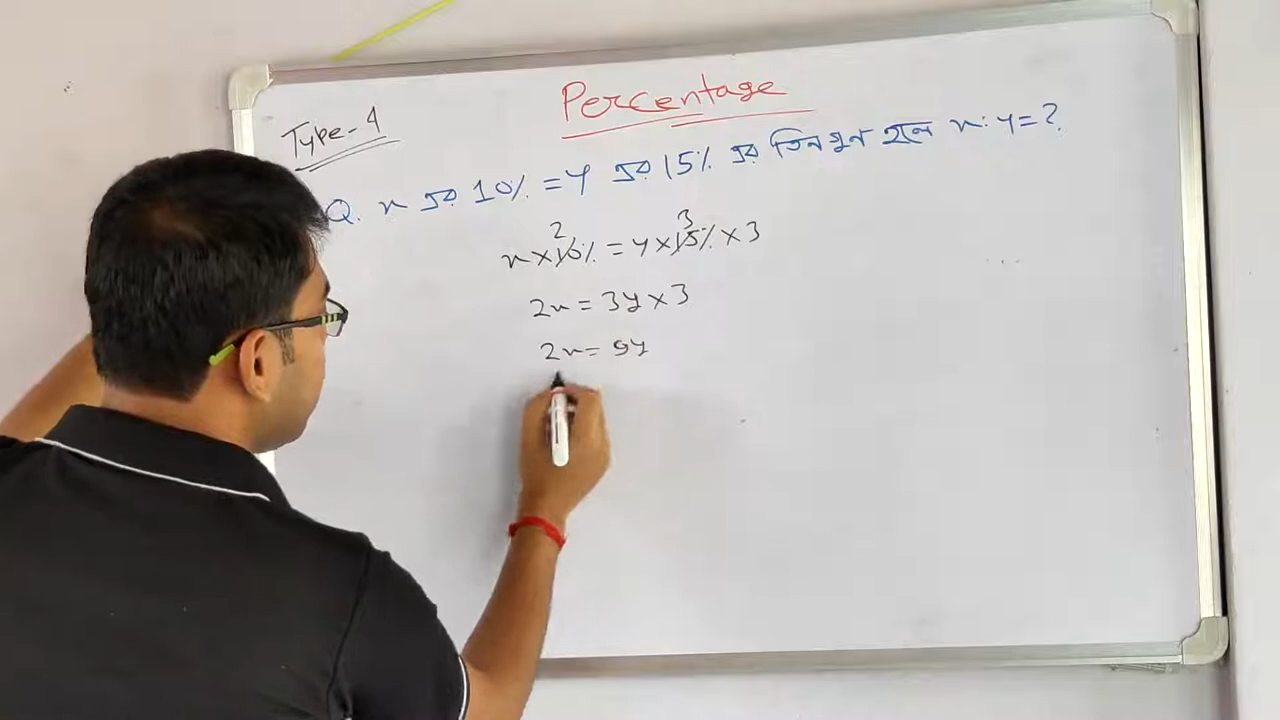 Percentage
Type-4
Q. x এর 10% = y এর 15% এর তিন গুন হলে x:y=?
2 3
x × 10% = y × 15% × 3
2x = 3y × 3
2x = 9y